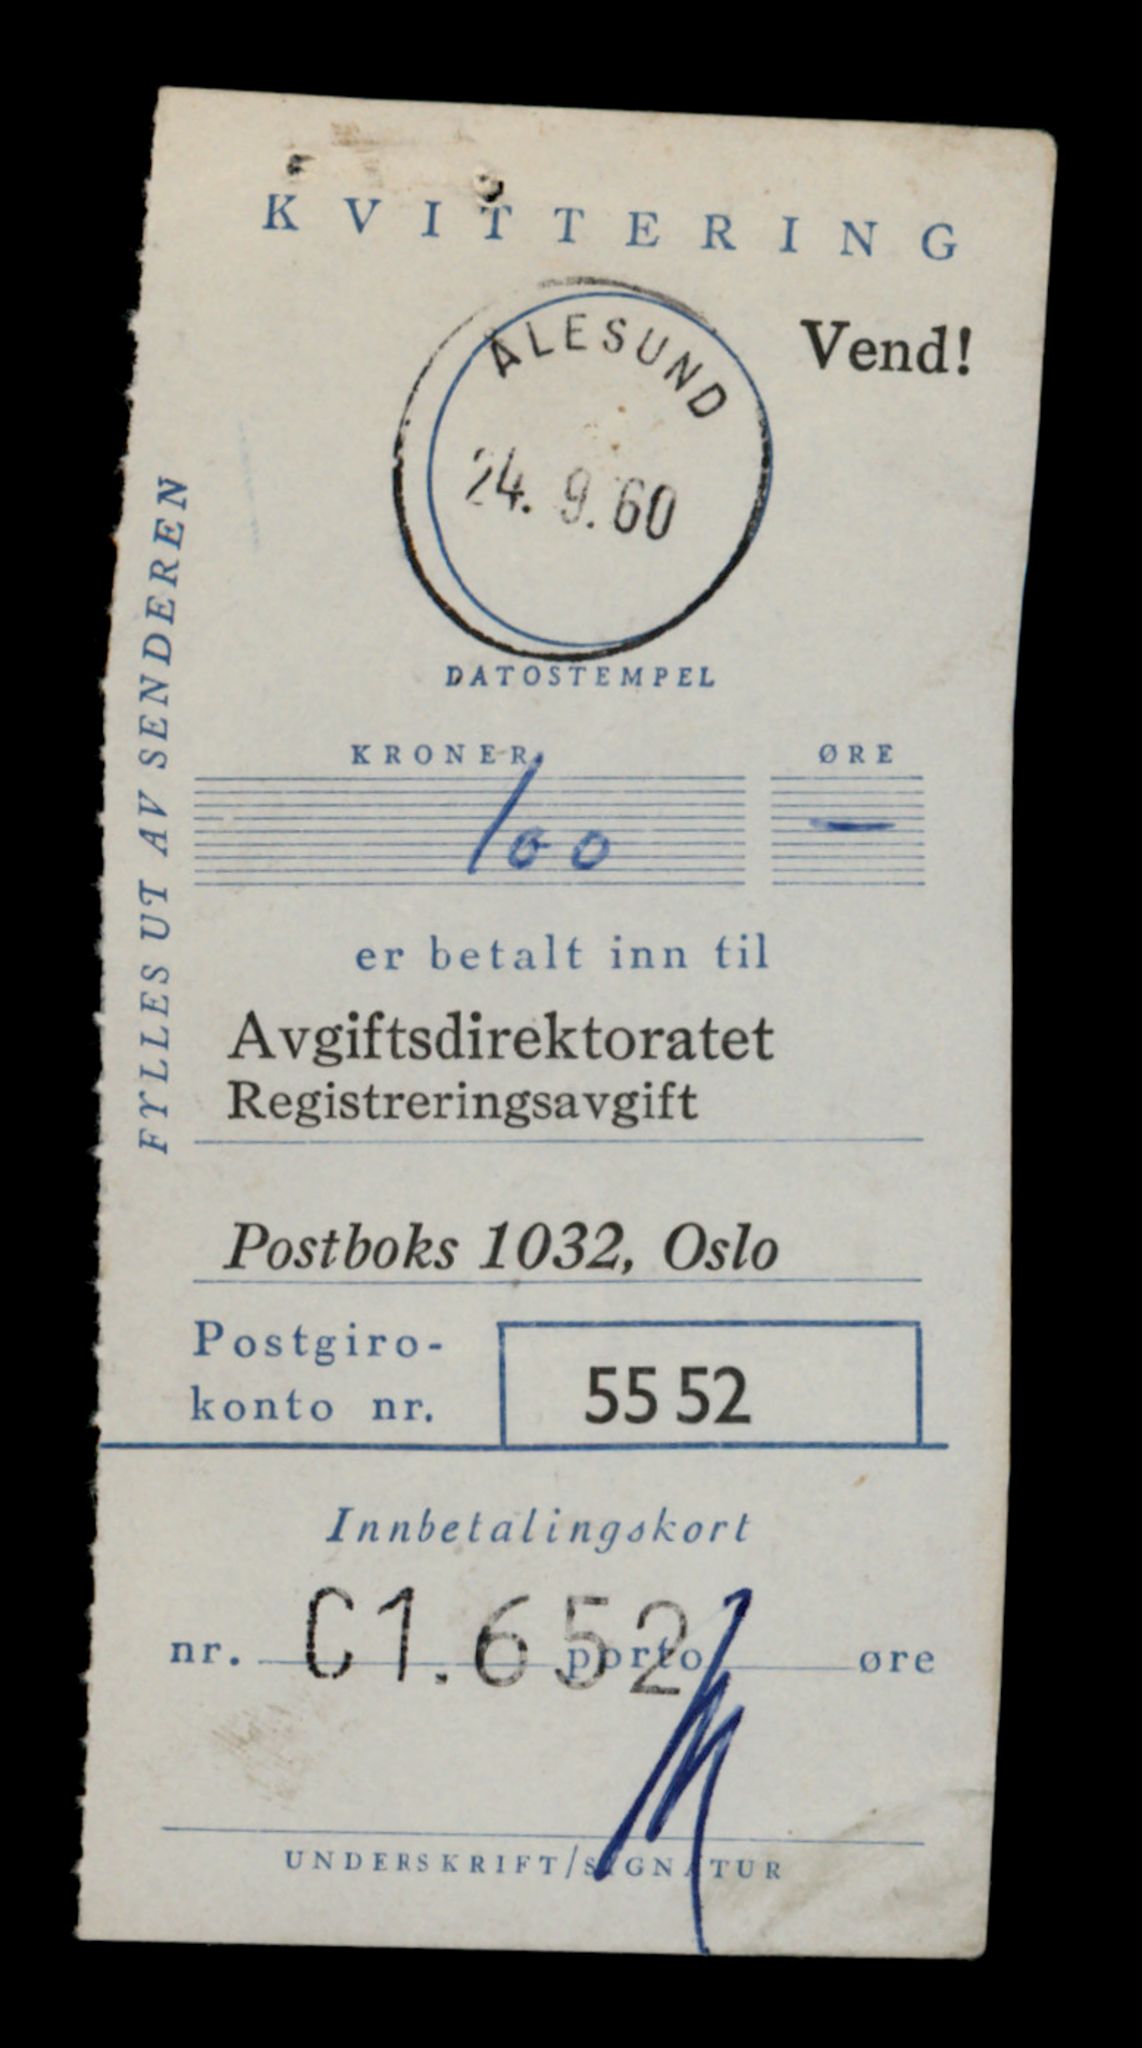 KVITTERING
Vend!
ÅLESUND
24. 9. 60
DATOSTEMPEL
FYLLES UT AV SENDEREN
KRONER ØRE
100 —
er betalt inn til
Avgiftsdirektoratet
Registreringsavgift
Postboks 1032, Oslo
Postgiro-
konto nr. 55 52
Innbetalingskort
nr. C1.652 porto øre
UNDERSKRIFT/SIGNATUR